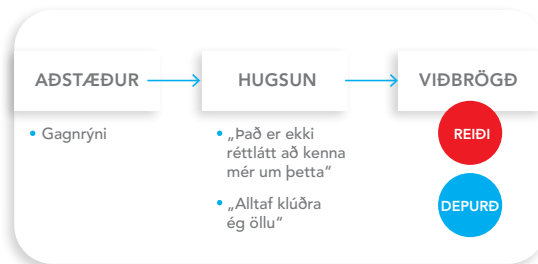 AÐSTÆÐUR
HUGSUN
VIÐBRÖGÐ
• Gagnrýni
• „Það er ekki
réttlátt að kenna
mér um þetta“
• „Alltaf klúðra
ég öllu“
REIÐI
DEPURÐ